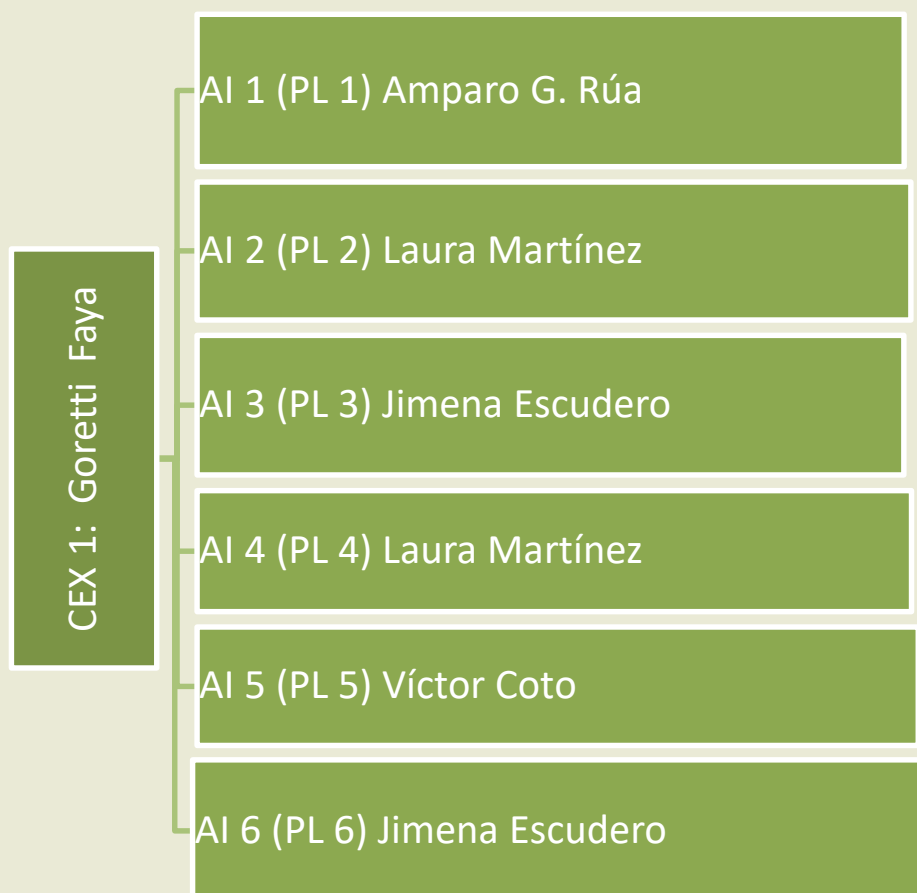 CEX 1: Goretti Faya
AI 1 (PL 1) Amparo G. Rúa
AI 2 (PL 2) Laura Martínez
AI 3 (PL 3) Jimena Escudero
AI 4 (PL 4) Laura Martínez
AI 5 (PL 5) Víctor Coto
AI 6 (PL 6) Jimena Escudero